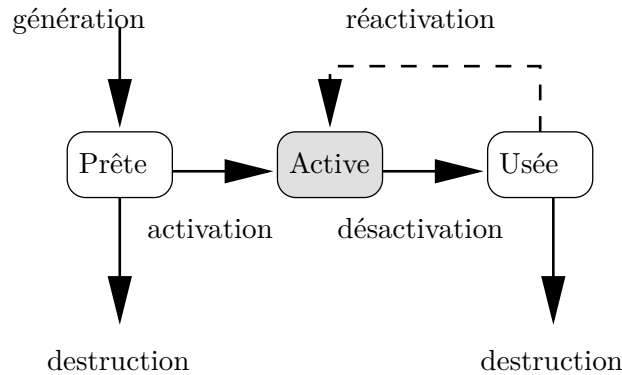 génération
réactivation
Prête
Active
Usée
activation
désactivation
destruction
destruction